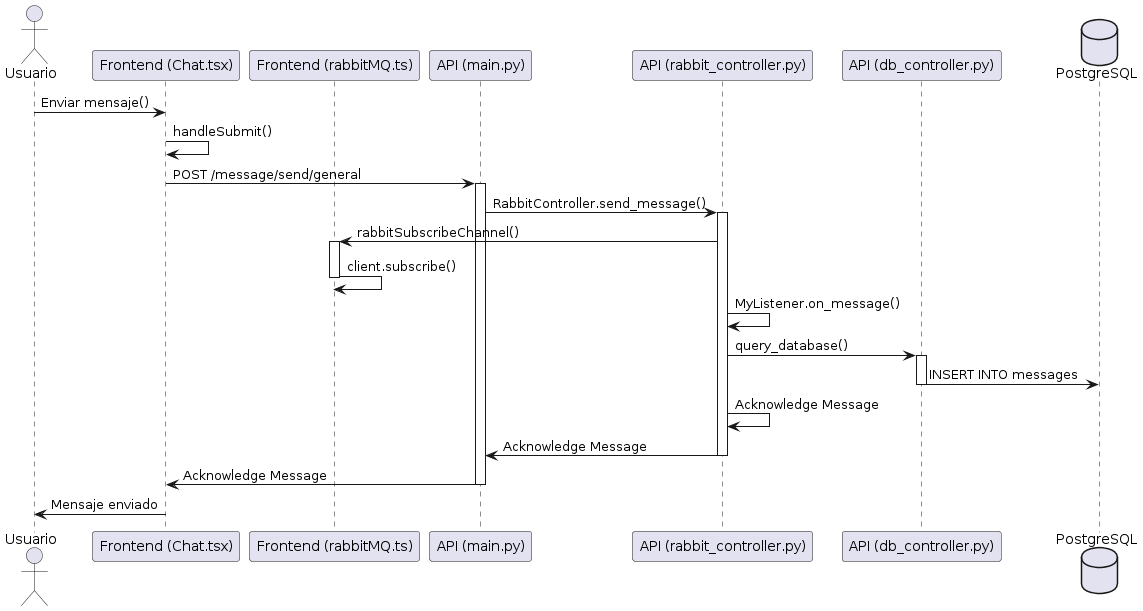 Usuario
Frontend (Chat.tsx)
Frontend (rabbitMQ.ts)
API (main.py)
API (rabbit_controller.py)
API (db_controller.py)
PostgreSQL
Enviar mensaje()
handleSubmit()
POST /message/send/general
RabbitController.send_message()
rabbitSubscribeChannel()
client.subscribe()
MyListener.on_message()
query_database()
INSERT INTO messages
Acknowledge Message
Acknowledge Message
Acknowledge Message
Mensaje enviado
Usuario
Frontend (Chat.tsx)
Frontend (rabbitMQ.ts)
API (main.py)
API (rabbit_controller.py)
API (db_controller.py)
PostgreSQL